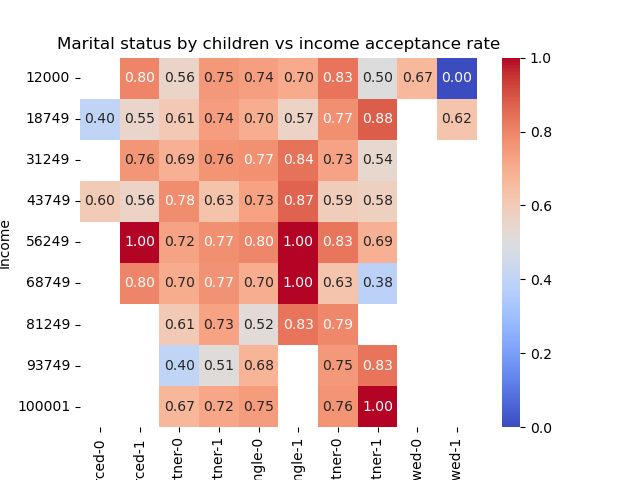 Marital status by children vs income acceptance rate
12000 0.80 0.56 0.75 0.74 0.70 0.83 0.50 0.67 0.00
18749 0.40 0.55 0.61 0.74 0.70 0.57 0.77 0.88 0.62
31249 0.76 0.69 0.76 0.77 0.84 0.73 0.54
43749 0.60 0.56 0.78 0.63 0.73 0.87 0.59 0.58
56249 1.00 0.72 0.77 0.80 1.00 0.83 0.69
68749 0.80 0.70 0.77 0.70 1.00 0.63 0.38
81249 0.61 0.73 0.52 0.83 0.79
93749 0.40 0.51 0.68 0.75 0.83
100001 0.67 0.72 0.75 0.76 1.00
Income
rced-0 rced-1 tner-0 tner-1 ngle-0 ngle-1 tner-0 tner-1 wed-0 wed-1
1.0
0.8
0.6
0.4
0.2
0.0